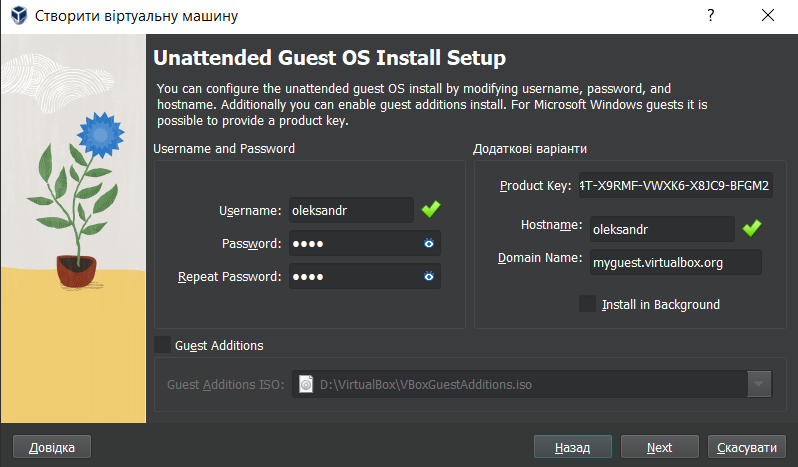 Створити віртуальну машину
?
Unattended Guest OS Install Setup
You can configure the unattended guest OS install by modifying username, password, and
hostname. Additionally you can enable guest additions install. For Microsoft Windows guests it is
possible to provide a product key.
Username and Password
Username: oleksandr
Password: ●●●●
Repeat Password: ●●●●
Додаткові варіанти
Product Key: 4T-X9RMF-VWXK6-X8JC9-BFGM2
Hostname: oleksandr
Domain Name: myguest.virtualbox.org
Install in Background
Guest Additions
Guest Additions ISO: D:\VirtualBox\VBoxGuestAdditions.iso
Довідка
Назад
Next
Скасувати